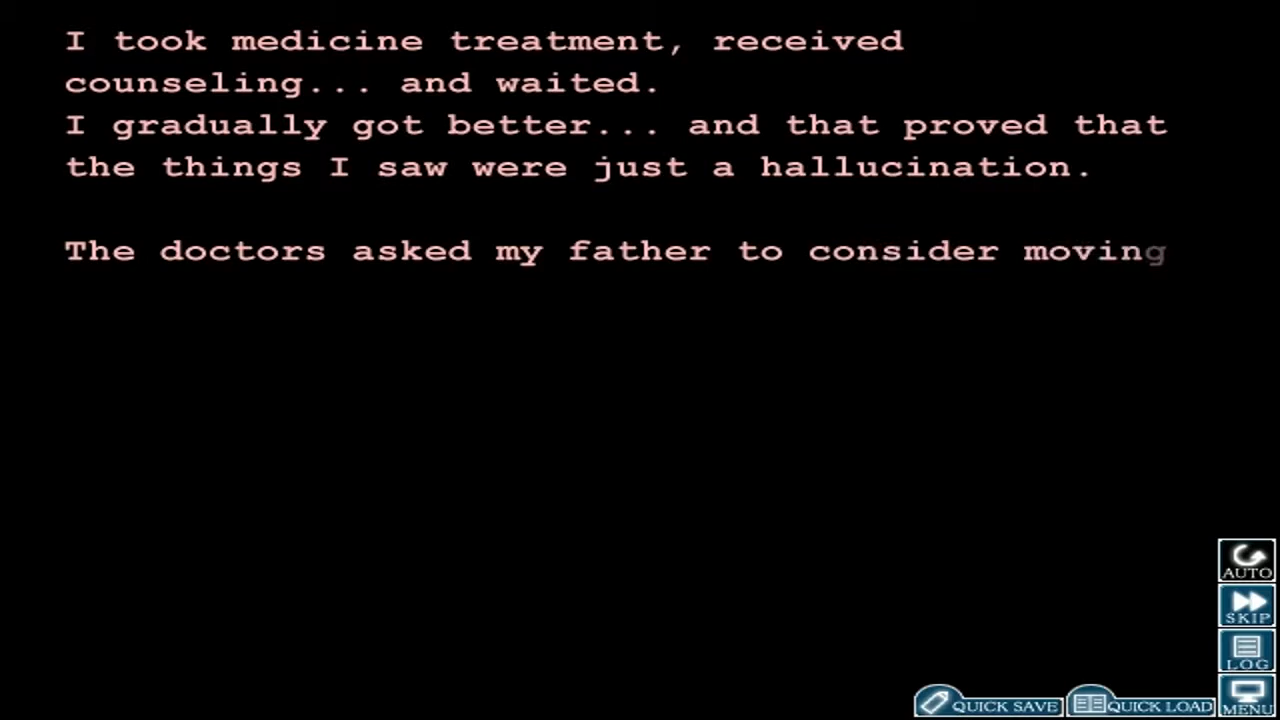 I took medicine treatment, received
counseling... and waited.
I gradually got better... and that proved that
the things I saw were just a hallucination.
The doctors asked my father to consider moving
AUTO
SKIP
LOG
MENU
QUICK SAVE
QUICK LOAD